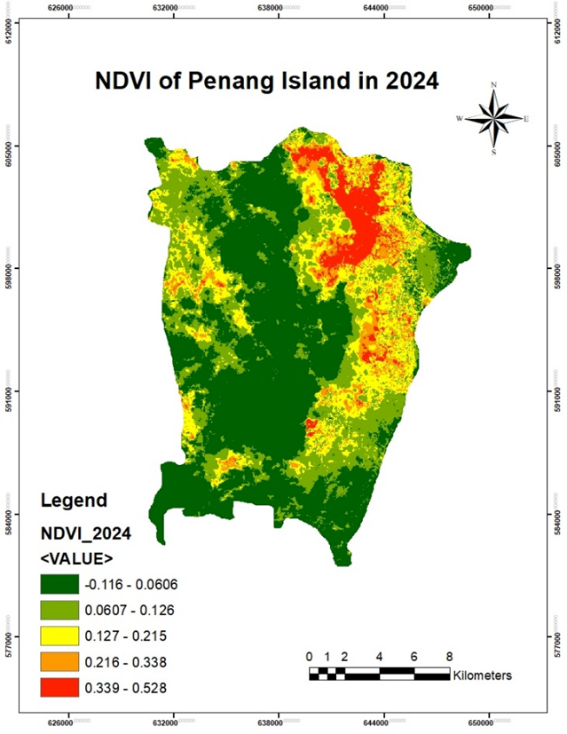 626000 632000 638000 644000 650000
612000 612000
NDVI of Penang Island in 2024
N
W E
S
605000 605000
598000 598000
591000 591000
584000 584000
577000 577000
Legend
NDVI_2024
<VALUE>
-0.116 - 0.0606
0.0607 - 0.126
0.127 - 0.215
0.216 - 0.338
0.339 - 0.528
0 1 2 4 6 8
Kilometers
626000 632000 638000 644000 650000